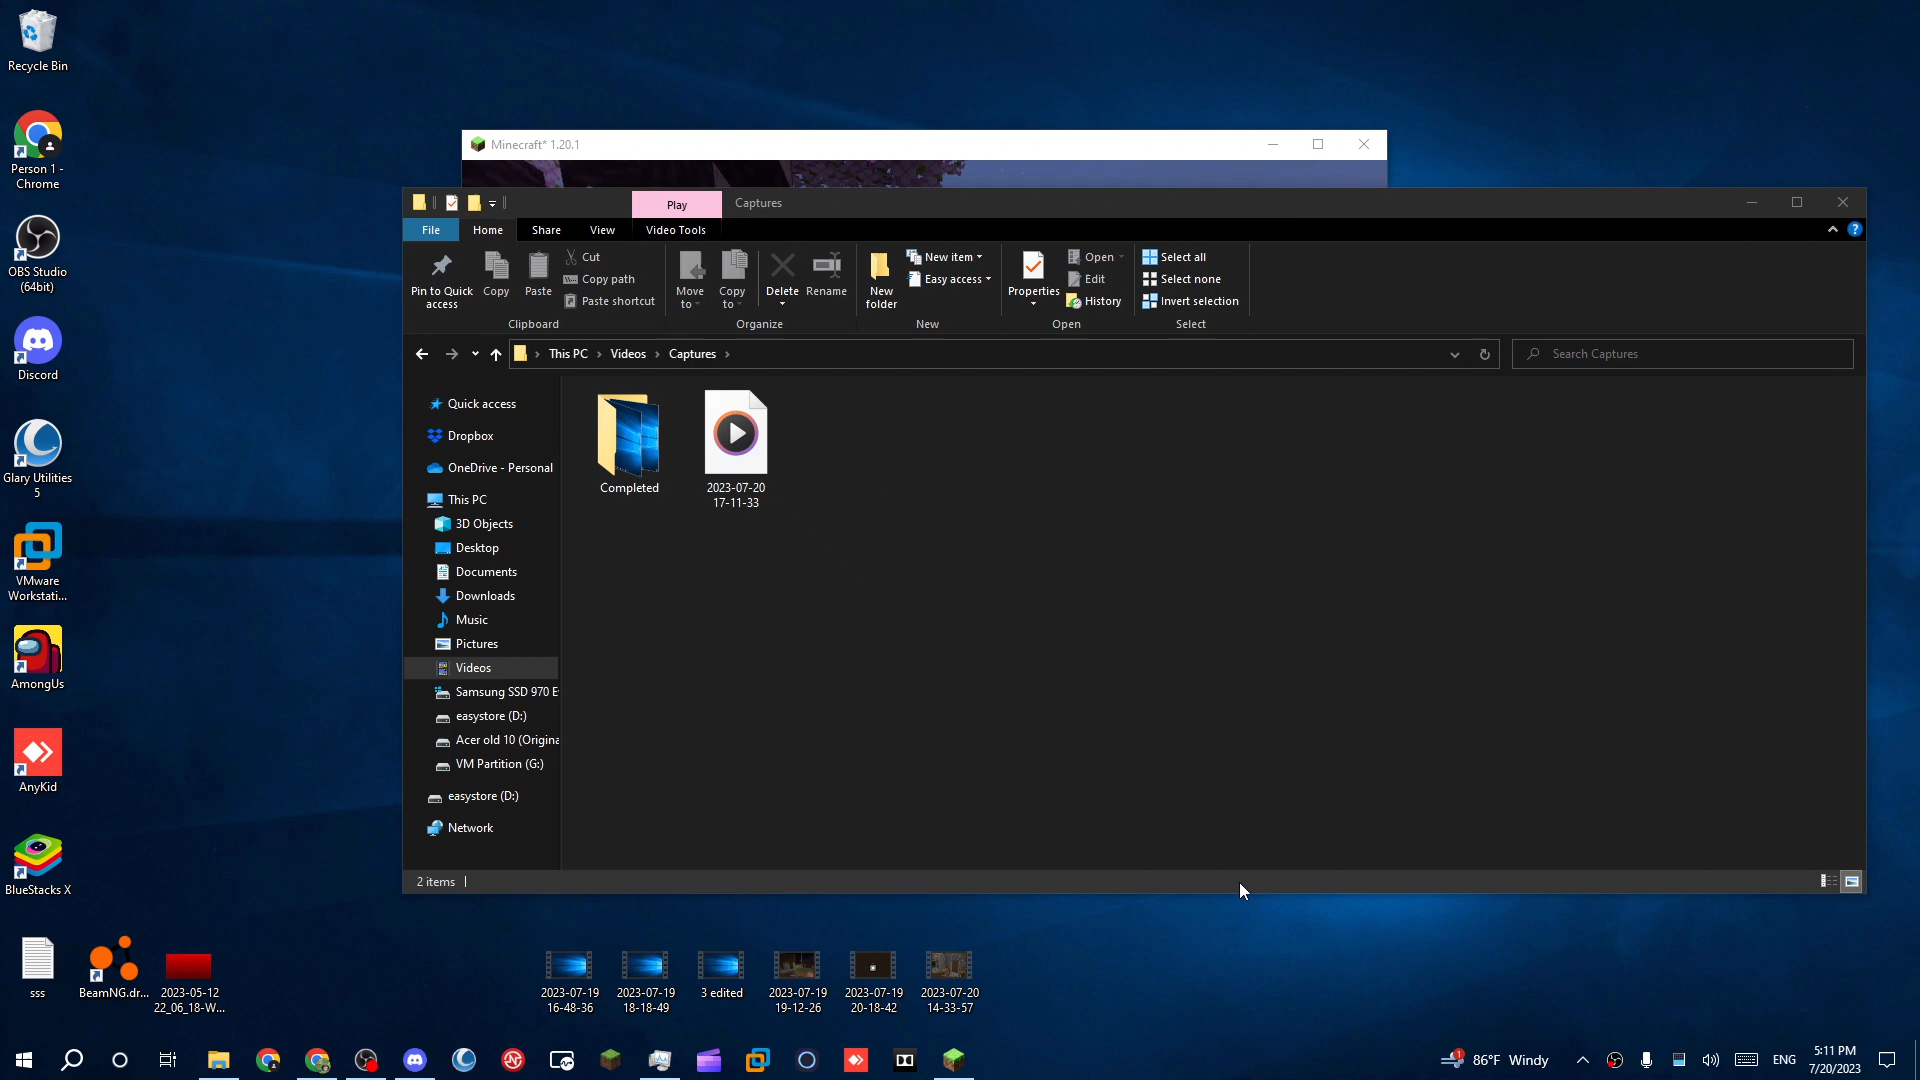 Recycle Bin
Person 1 -
Chrome
OBS Studio
(64bit)
Discord
Glary Utilities
5
VMware
Workstati...
AmongUs
AnyKid
BlueStacks X
sss
BeamNG.dr...
2023-05-12
22_06_18-W...
Minecraft* 1.20.1
Play
Captures
File
Home
Share
View
Video Tools
Pin to Quick
access
Copy
Paste
Cut
Copy path
Paste shortcut
Clipboard
Move
to
Copy
to
Delete
Rename
Organize
New
folder
New item
Easy access
New
Properties
Open
Edit
History
Open
Select all
Select none
Invert selection
Select
This PC
Videos
Captures
Search Captures
Quick access
Dropbox
OneDrive - Personal
This PC
3D Objects
Desktop
Documents
Downloads
Music
Pictures
Videos
Samsung SSD 970 E
easystore (D:)
Acer old 10 (Origina
VM Partition (G:)
easystore (D:)
Network
Completed
2023-07-20
17-11-33
2 items
2023-07-19
16-48-36
2023-07-19
18-18-49
3 edited
2023-07-19
19-12-26
2023-07-19
20-18-42
2023-07-20
14-33-57
1
86°F Windy
ENG
5:11 PM
7/20/2023